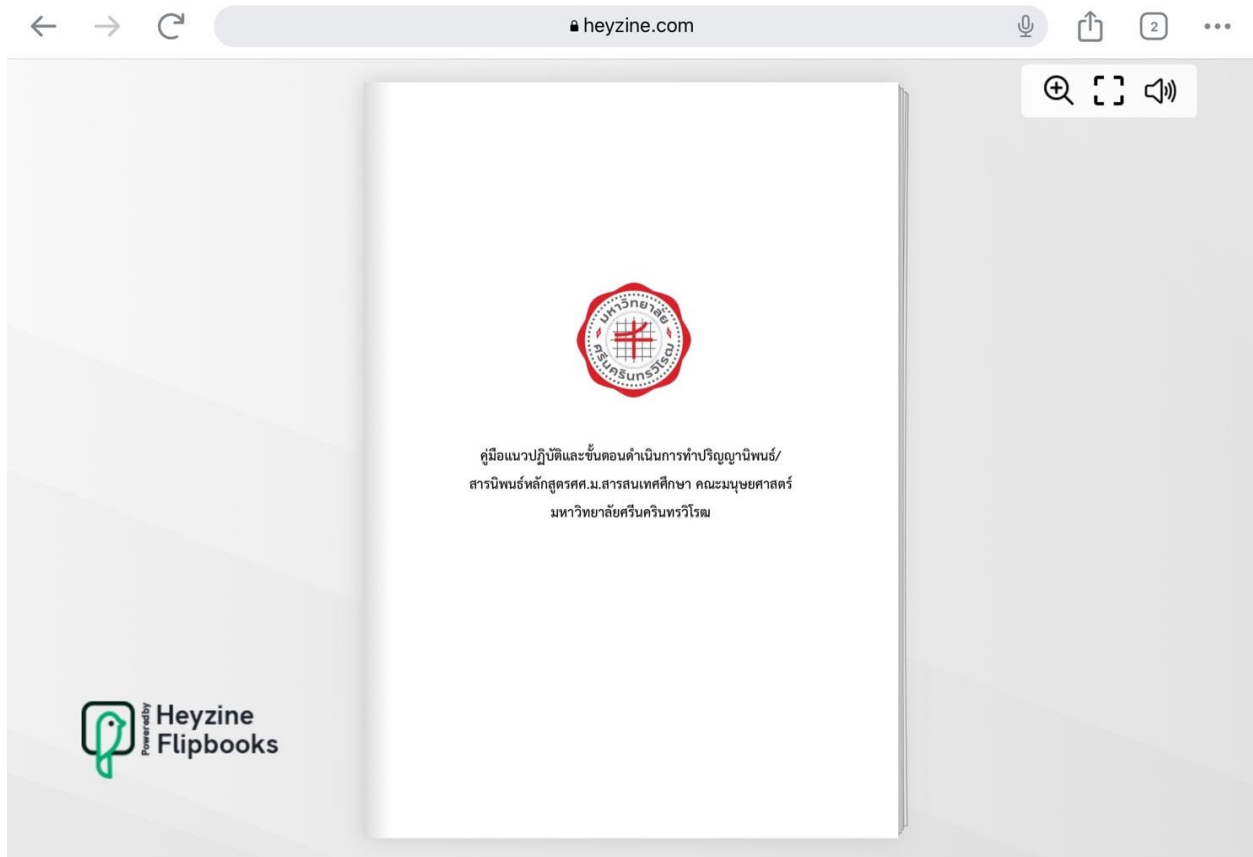 heyzine.com
2
มหาวิทยาลัย
ศรีนครินทรวิโรฒ
คู่มือแนวปฏิบัติและขั้นตอนดำเนินการทำปริญญานิพนธ์/
สารนิพนธ์หลักสูตรศศ.ม.สารสนเทศศึกษา คณะมนุษยศาสตร์
มหาวิทยาลัยศรีนครินทรวิโรฒ
Powered by
Heyzine
Flipbooks